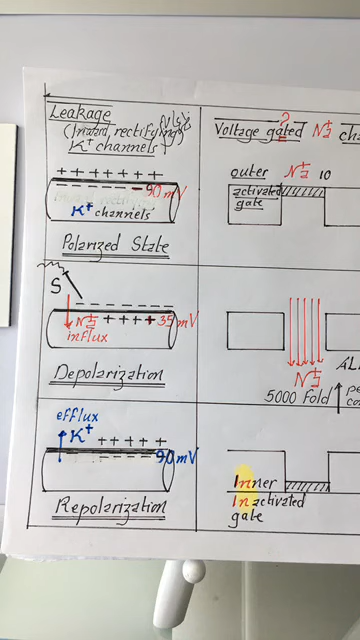 Leakage
(Inward rectifying)
K+ channels
+ + + + + + +
− − − − − − −90 mV
K+ channels
Polarized State
S
− − − − − − −
Na+ + + + +35 mV
influx
Depolarization
efflux
K+
+ + + + + +
90 mV
Repolarization
?
Voltage gated Na+ cha
outer Na+ 10
activated
gate
Na+
5000 Fold
Inner
Inactivated
gate